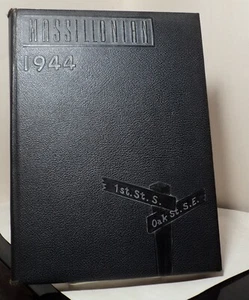 MASSILLONIAN
1944
1st. St. S.
Oak St. S.E.